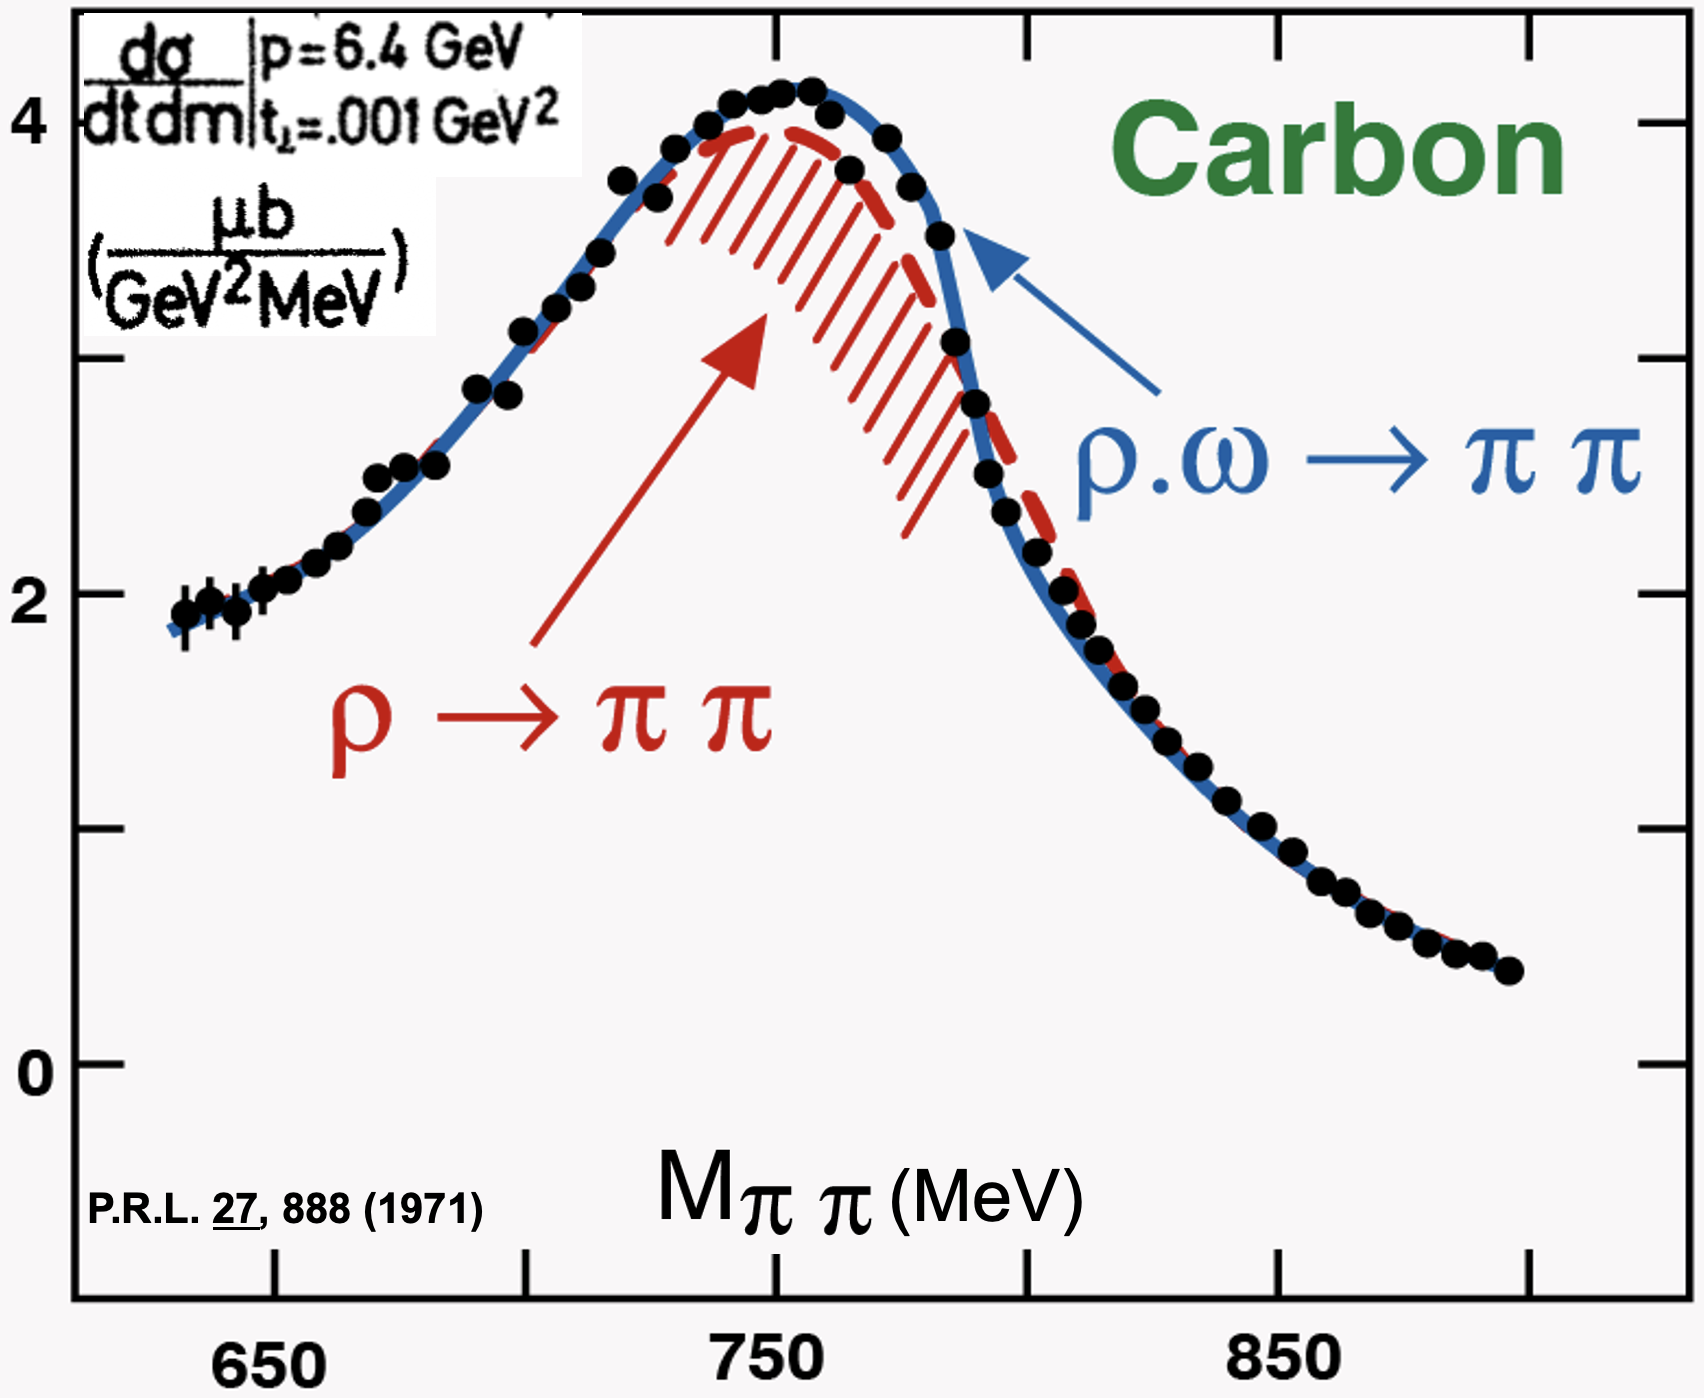 dσ/dtdm | p=6.4 GeV
t⊥=.001 GeV²
(μb/GeV²MeV)
Carbon
4
ρ.ω → π π
2
ρ → π π
0
P.R.L. 27, 888 (1971)
Mπ π (MeV)
650 750 850